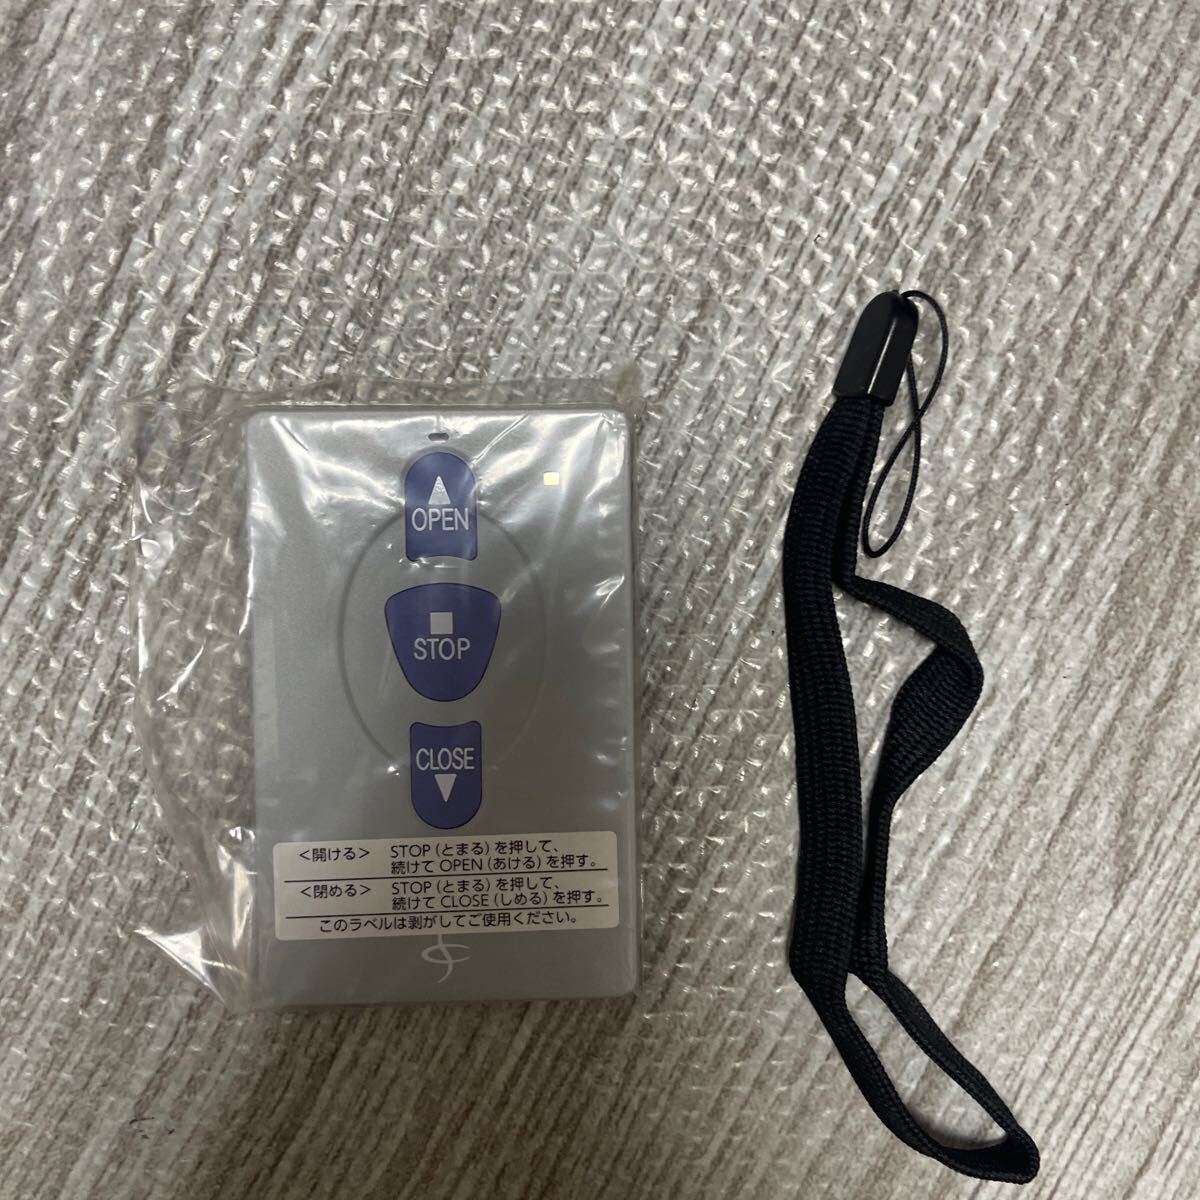 OPEN
STOP
CLOSE
<開ける> STOP(とまる)を押して、
続けて OPEN(あける)を押す。
<閉める> STOP(とまる)を押して、
続けて CLOSE(しめる)を押す。
このラベルは剥がしてご使用ください。